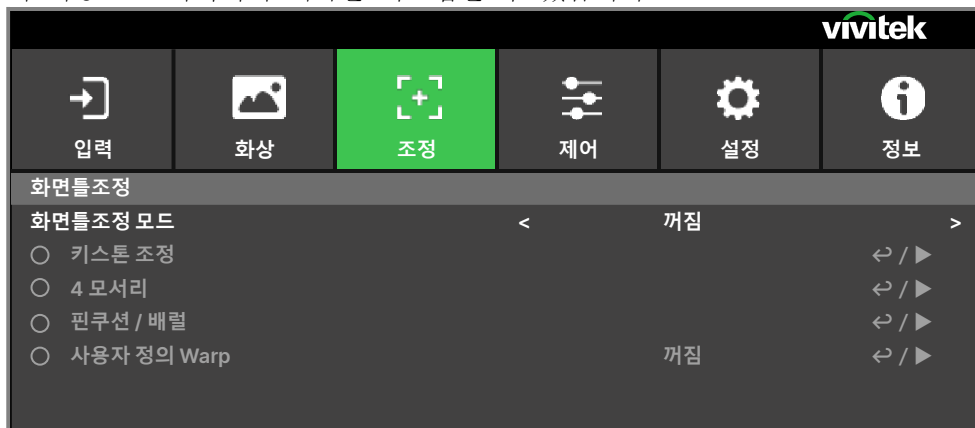 vivitek
입력 화상 조정 제어 설정 정보
화면틀조정
화면틀조정 모드 < 꺼짐 >
키스톤 조정 /
4 모서리 /
핀쿠션 / 배럴 /
사용자 정의 Warp 꺼짐 /